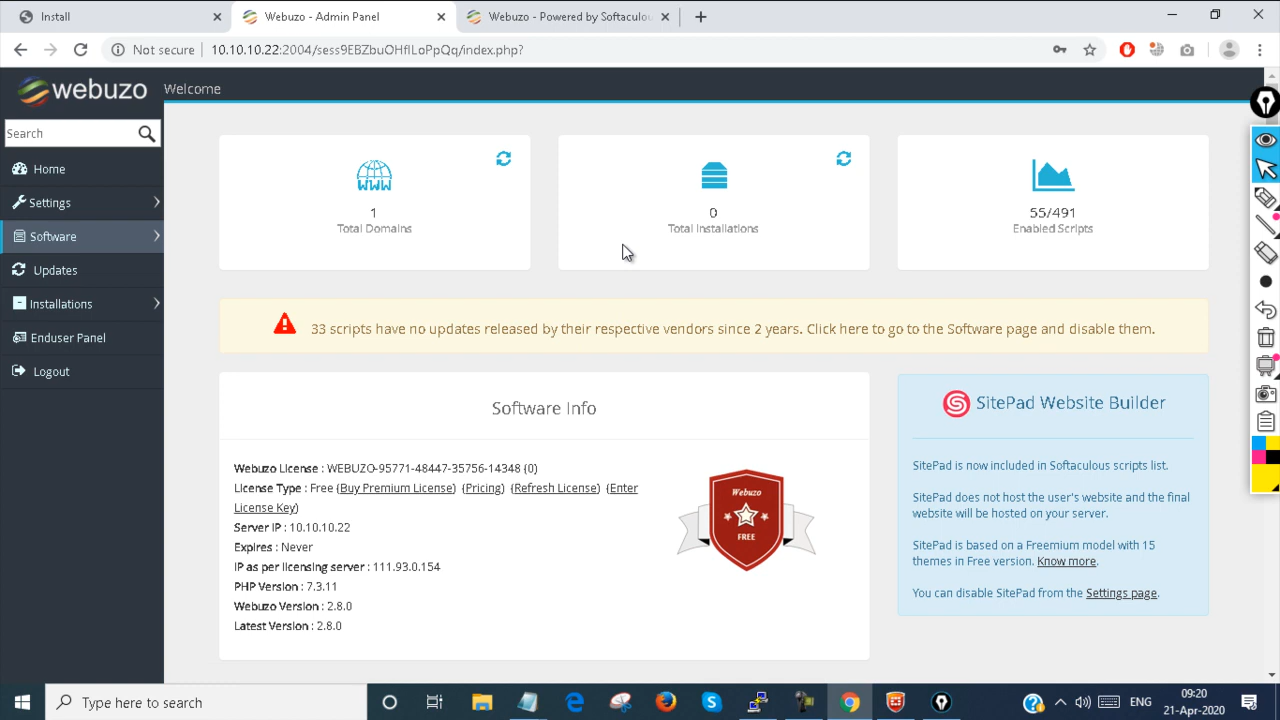 Install
Webuzo - Admin Panel
Webuzo - Powered by Softaculou
Not secure
10.10.10.22:2004/sess9EBZbuOHfILoPpQq/index.php?
webuzo
Welcome
Search
Home
Settings
Software
Updates
Installations
Enduser Panel
Logout
1
Total Domains
0
Total Installations
55/491
Enabled Scripts
33 scripts have no updates released by their respective vendors since 2 years. Click here to go to the Software page and disable them.
Software Info
Webuzo License : WEBUZO-95771-48447-35756-14348 (0)
License Type : Free (Buy Premium License) (Pricing) (Refresh License) (Enter
License Key)
Server IP : 10.10.10.22
Expires : Never
IP as per licensing server : 111.93.0.154
PHP Version : 7.3.11
Webuzo Version : 2.8.0
Latest Version : 2.8.0
Webuzo
FREE
SitePad Website Builder
SitePad is now included in Softaculous scripts list.
SitePad does not host the user's website and the final
website will be hosted on your server.
SitePad is based on a Freemium model with 15
themes in Free version. Know more.
You can disable SitePad from the Settings page.
Type here to search
ENG
09:20
21-Apr-2020